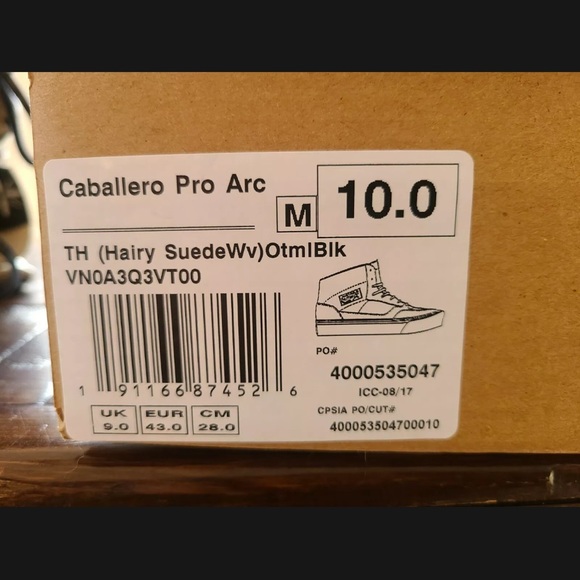 Caballero Pro Arc
M 10.0
TH (Hairy SuedeWv)OtmlBlk
VN0A3Q3VT00
PO#
4000535047
ICC-08/17
1 91166 87452 6
CPSIA PO/CUT#
400053504700010
UK EUR CM
9.0 43.0 28.0